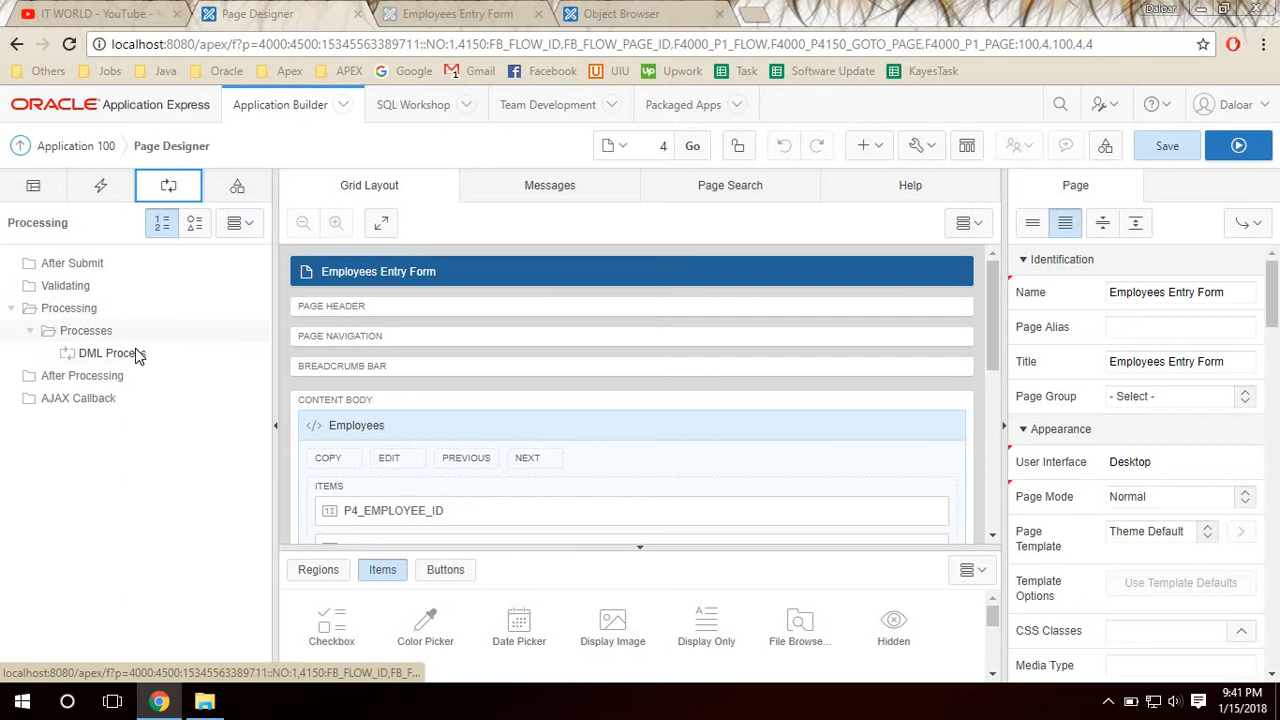 IT WORLD - YouTube - Y
Page Designer
Employees Entry Form
Object Browser
Daloar
localhost:8080/apex/f?p=4000:4500:15345563389711::NO:1,4150:FB_FLOW_ID,FB_FLOW_PAGE_ID,F4000_P1_FLOW,F4000_P4150_GOTO_PAGE,F4000_P1_PAGE:100,4,100,4,4
Others Jobs Java Oracle Apex APEX Google Gmail Facebook UIU Upwork Task Software Update KayesTask
ORACLE Application Express Application Builder SQL Workshop Team Development Packaged Apps Daloar
Application 100 Page Designer 4 Go Save
Grid Layout Messages Page Search Help Page
Processing
After Submit
Validating
Processing
Processes
DML Process
After Processing
AJAX Callback
Employees Entry Form
PAGE HEADER
PAGE NAVIGATION
BREADCRUMB BAR
CONTENT BODY
Employees
COPY EDIT PREVIOUS NEXT
ITEMS
P4_EMPLOYEE_ID
Regions Items Buttons
Checkbox Color Picker Date Picker Display Image Display Only File Browse... Hidden
Identification
Name Employees Entry Form
Page Alias
Title Employees Entry Form
Page Group - Select -
Appearance
User Interface Desktop
Page Mode Normal
Page Template Theme Default
Template Options Use Template Defaults
CSS Classes
Media Type
localhost:8080/apex/f?p=4000:4500:15345563389711::NO:1,4150:FB_FLOW_ID,FB_F...
9:41 PM
1/15/2018